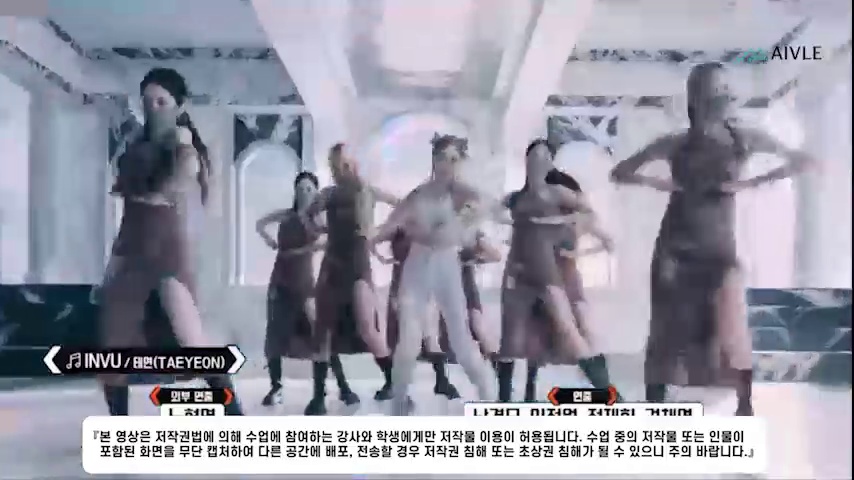 AIVLE
INVU / 태연(TAEYEON)
외부 연출
연출
『본 영상은 저작권법에 의해 수업에 참여하는 강사와 학생에게만 저작물 이용이 허용됩니다. 수업 중의 저작물 또는 인물이
포함된 화면을 무단 캡처하여 다른 공간에 배포, 전송할 경우 저작권 침해 또는 초상권 침해가 될 수 있으니 주의 바랍니다.』